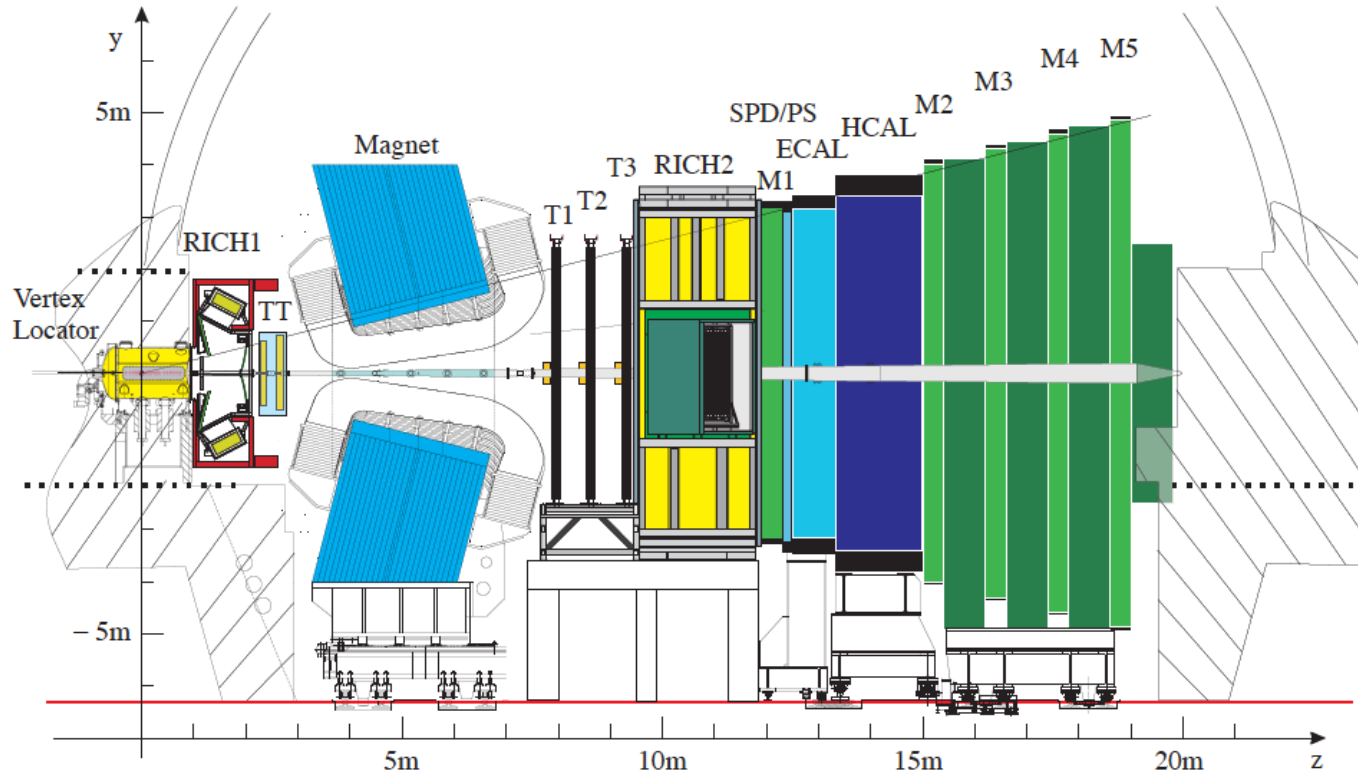 y
5m
Magnet
RICH1
Vertex
Locator
TT
T1
T2
T3
RICH2
M1
SPD/PS
ECAL
HCAL
M2
M3
M4
M5
− 5m
5m
10m
15m
20m
z